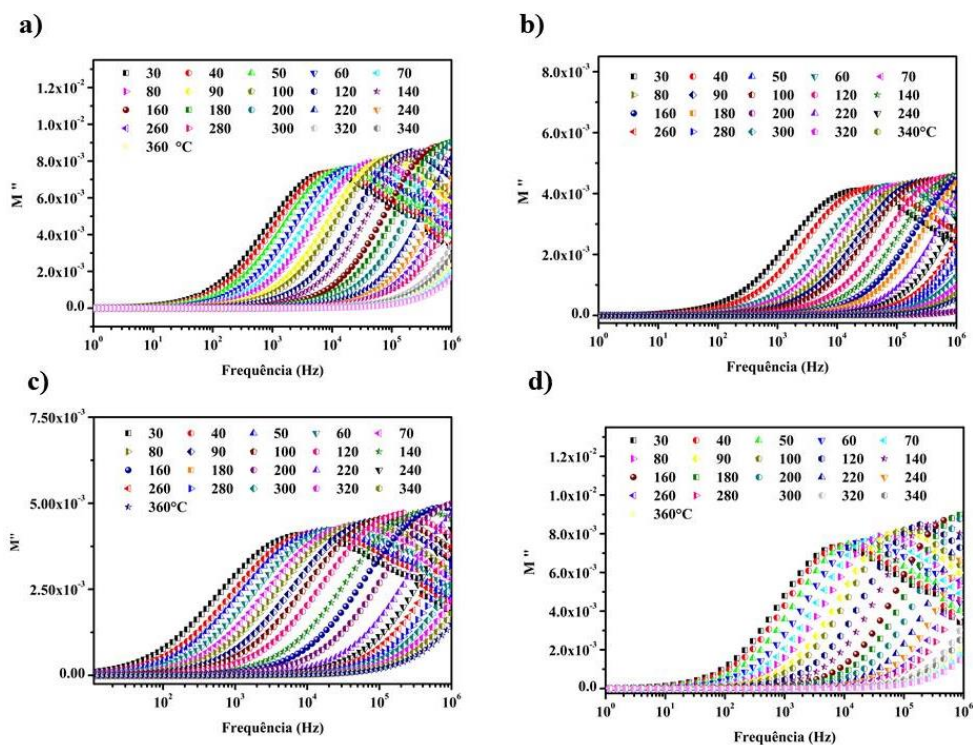 a)
M "
1.2x10⁻²
1.0x10⁻²
8.0x10⁻³
6.0x10⁻³
4.0x10⁻³
2.0x10⁻³
0.0
30 40 50 60 70
80 90 100 120 140
160 180 200 220 240
260 280 300 320 340
360 °C
10⁰ 10¹ 10² 10³ 10⁴ 10⁵ 10⁶
Frequência (Hz)
b)
M "
8.0x10⁻³
6.0x10⁻³
4.0x10⁻³
2.0x10⁻³
0.0
30 40 50 60 70
80 90 100 120 140
160 180 200 220 240
260 280 300 320 340°C
10⁰ 10¹ 10² 10³ 10⁴ 10⁵ 10⁶
Frequência (Hz)
c)
M"
7.50x10⁻³
5.00x10⁻³
2.50x10⁻³
0.00
30 40 50 60 70
80 90 100 120 140
160 180 200 220 240
260 280 300 320 340
360°C
10² 10³ 10⁴ 10⁵ 10⁶
Frequência (Hz)
d)
M "
1.2x10⁻²
1.0x10⁻²
8.0x10⁻³
6.0x10⁻³
4.0x10⁻³
2.0x10⁻³
0.0
30 40 50 60 70
80 90 100 120 140
160 180 200 220 240
260 280 300 320 340
360°C
10⁰ 10¹ 10² 10³ 10⁴ 10⁵ 10⁶
Frequência (Hz)